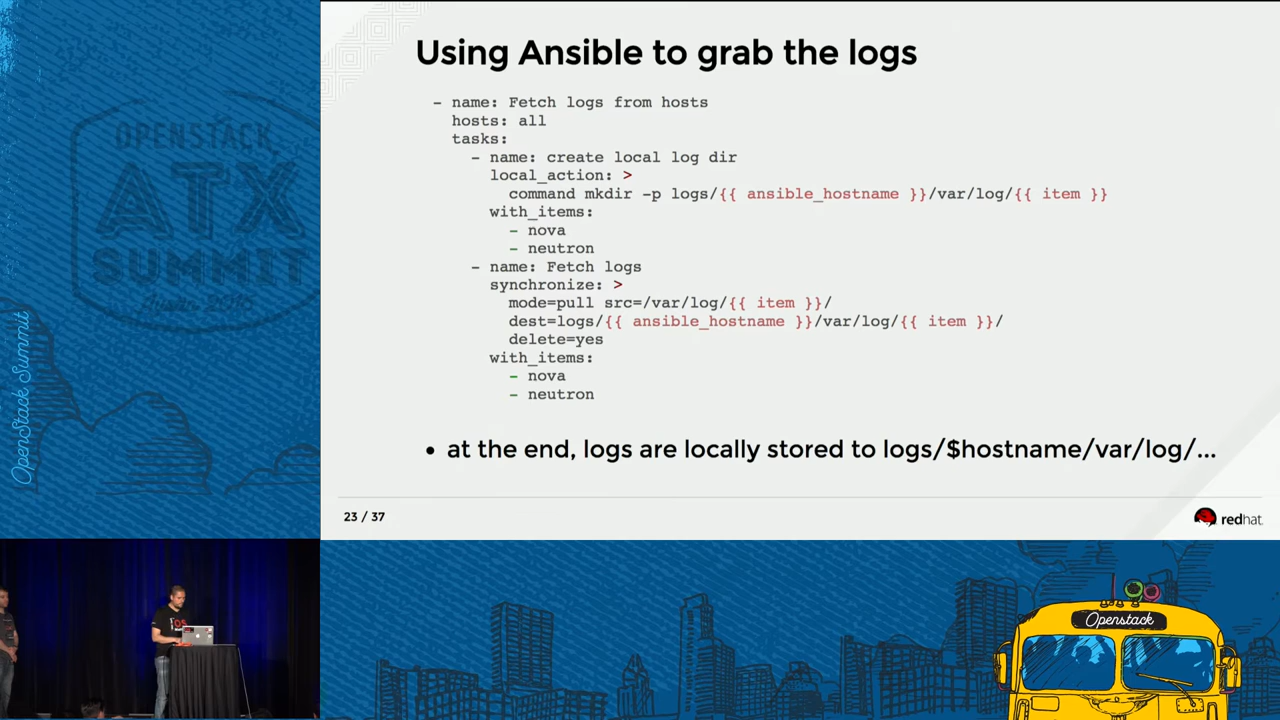 Using Ansible to grab the logs
- name: Fetch logs from hosts
hosts: all
tasks:
- name: create local log dir
local_action: >
command mkdir -p logs/{{ ansible_hostname }}/var/log/{{ item }}
with_items:
- nova
- neutron
- name: Fetch logs
synchronize: >
mode=pull src=/var/log/{{ item }}/
dest=logs/{{ ansible_hostname }}/var/log/{{ item }}/
delete=yes
with_items:
- nova
- neutron
• at the end, logs are locally stored to logs/$hostname/var/log/...
23 / 37
redhat.
OPENSTACK
ATX
SUMMIT
OpenStack Summit
Openstack